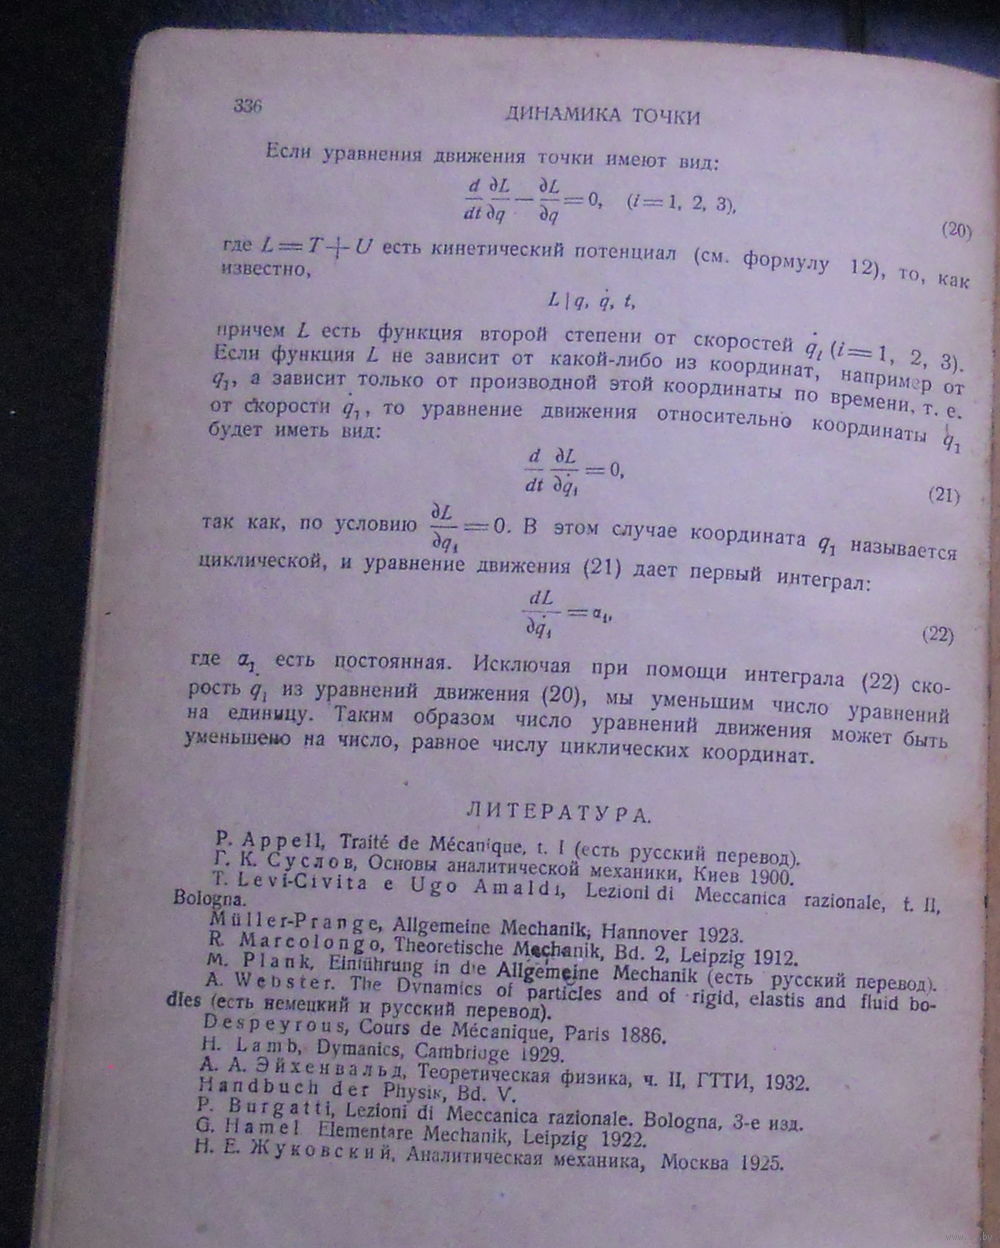 336
ДИНАМИКА ТОЧКИ
Если уравнения движения точки имеют вид:
d/dt ∂L/∂q̇ — ∂L/∂q = 0, (i = 1, 2, 3), (20)
где L = T + U есть кинетический потенциал (см. формулу 12), то, как
известно,
L | q, q̇, t,
причем L есть функция второй степени от скоростей q̇i (i = 1, 2, 3).
Если функция L не зависит от какой-либо из координат, например от
q1, а зависит только от производной этой координаты по времени, т. е.
от скорости q̇1, то уравнение движения относительно координаты q1
будет иметь вид:
d/dt ∂L/∂q̇1 = 0, (21)
так как, по условию ∂L/∂q1 = 0. В этом случае координата q1 называется
циклической, и уравнение движения (21) дает первый интеграл:
dL/∂q̇1 = α1, (22)
где α1 есть постоянная. Исключая при помощи интеграла (22) ско-
рость q̇1 из уравнений движения (20), мы уменьшим число уравнений
на единицу. Таким образом число уравнений движения может быть
уменьшено на число, равное числу циклических координат.
ЛИТЕРАТУРА.
P. Appell, Traité de Mécanique, t. I (есть русский перевод).
Г. К. Суслов, Основы аналитической механики, Киев 1900.
T. Levi-Civita e Ugo Amaldi, Lezioni di Meccanica razionale, t. II,
Bologna.
Müller-Prange, Allgemeine Mechanik, Hannover 1923.
R. Marcolongo, Theoretische Mechanik, Bd. 2, Leipzig 1912.
M. Plank, Einführung in die Allgemeine Mechanik (есть русский перевод).
A. Webster. The Dynamics of particles and of rigid, elastis and fluid bo-
dies (есть немецкий и русский перевод).
Despeyrous, Cours de Mécanique, Paris 1886.
H. Lamb, Dymanics, Cambridge 1929.
А. А. Эйхенвальд, Теоретическая физика, ч. II, ГТТИ, 1932.
Handbuch der Physik, Bd. V.
P. Burgatti, Lezioni di Meccanica razionale. Bologna, 3-е изд.
G. Hamel Elementare Mechanik, Leipzig 1922.
Н. Е. Жуковский, Аналитическая механика, Москва 1925.